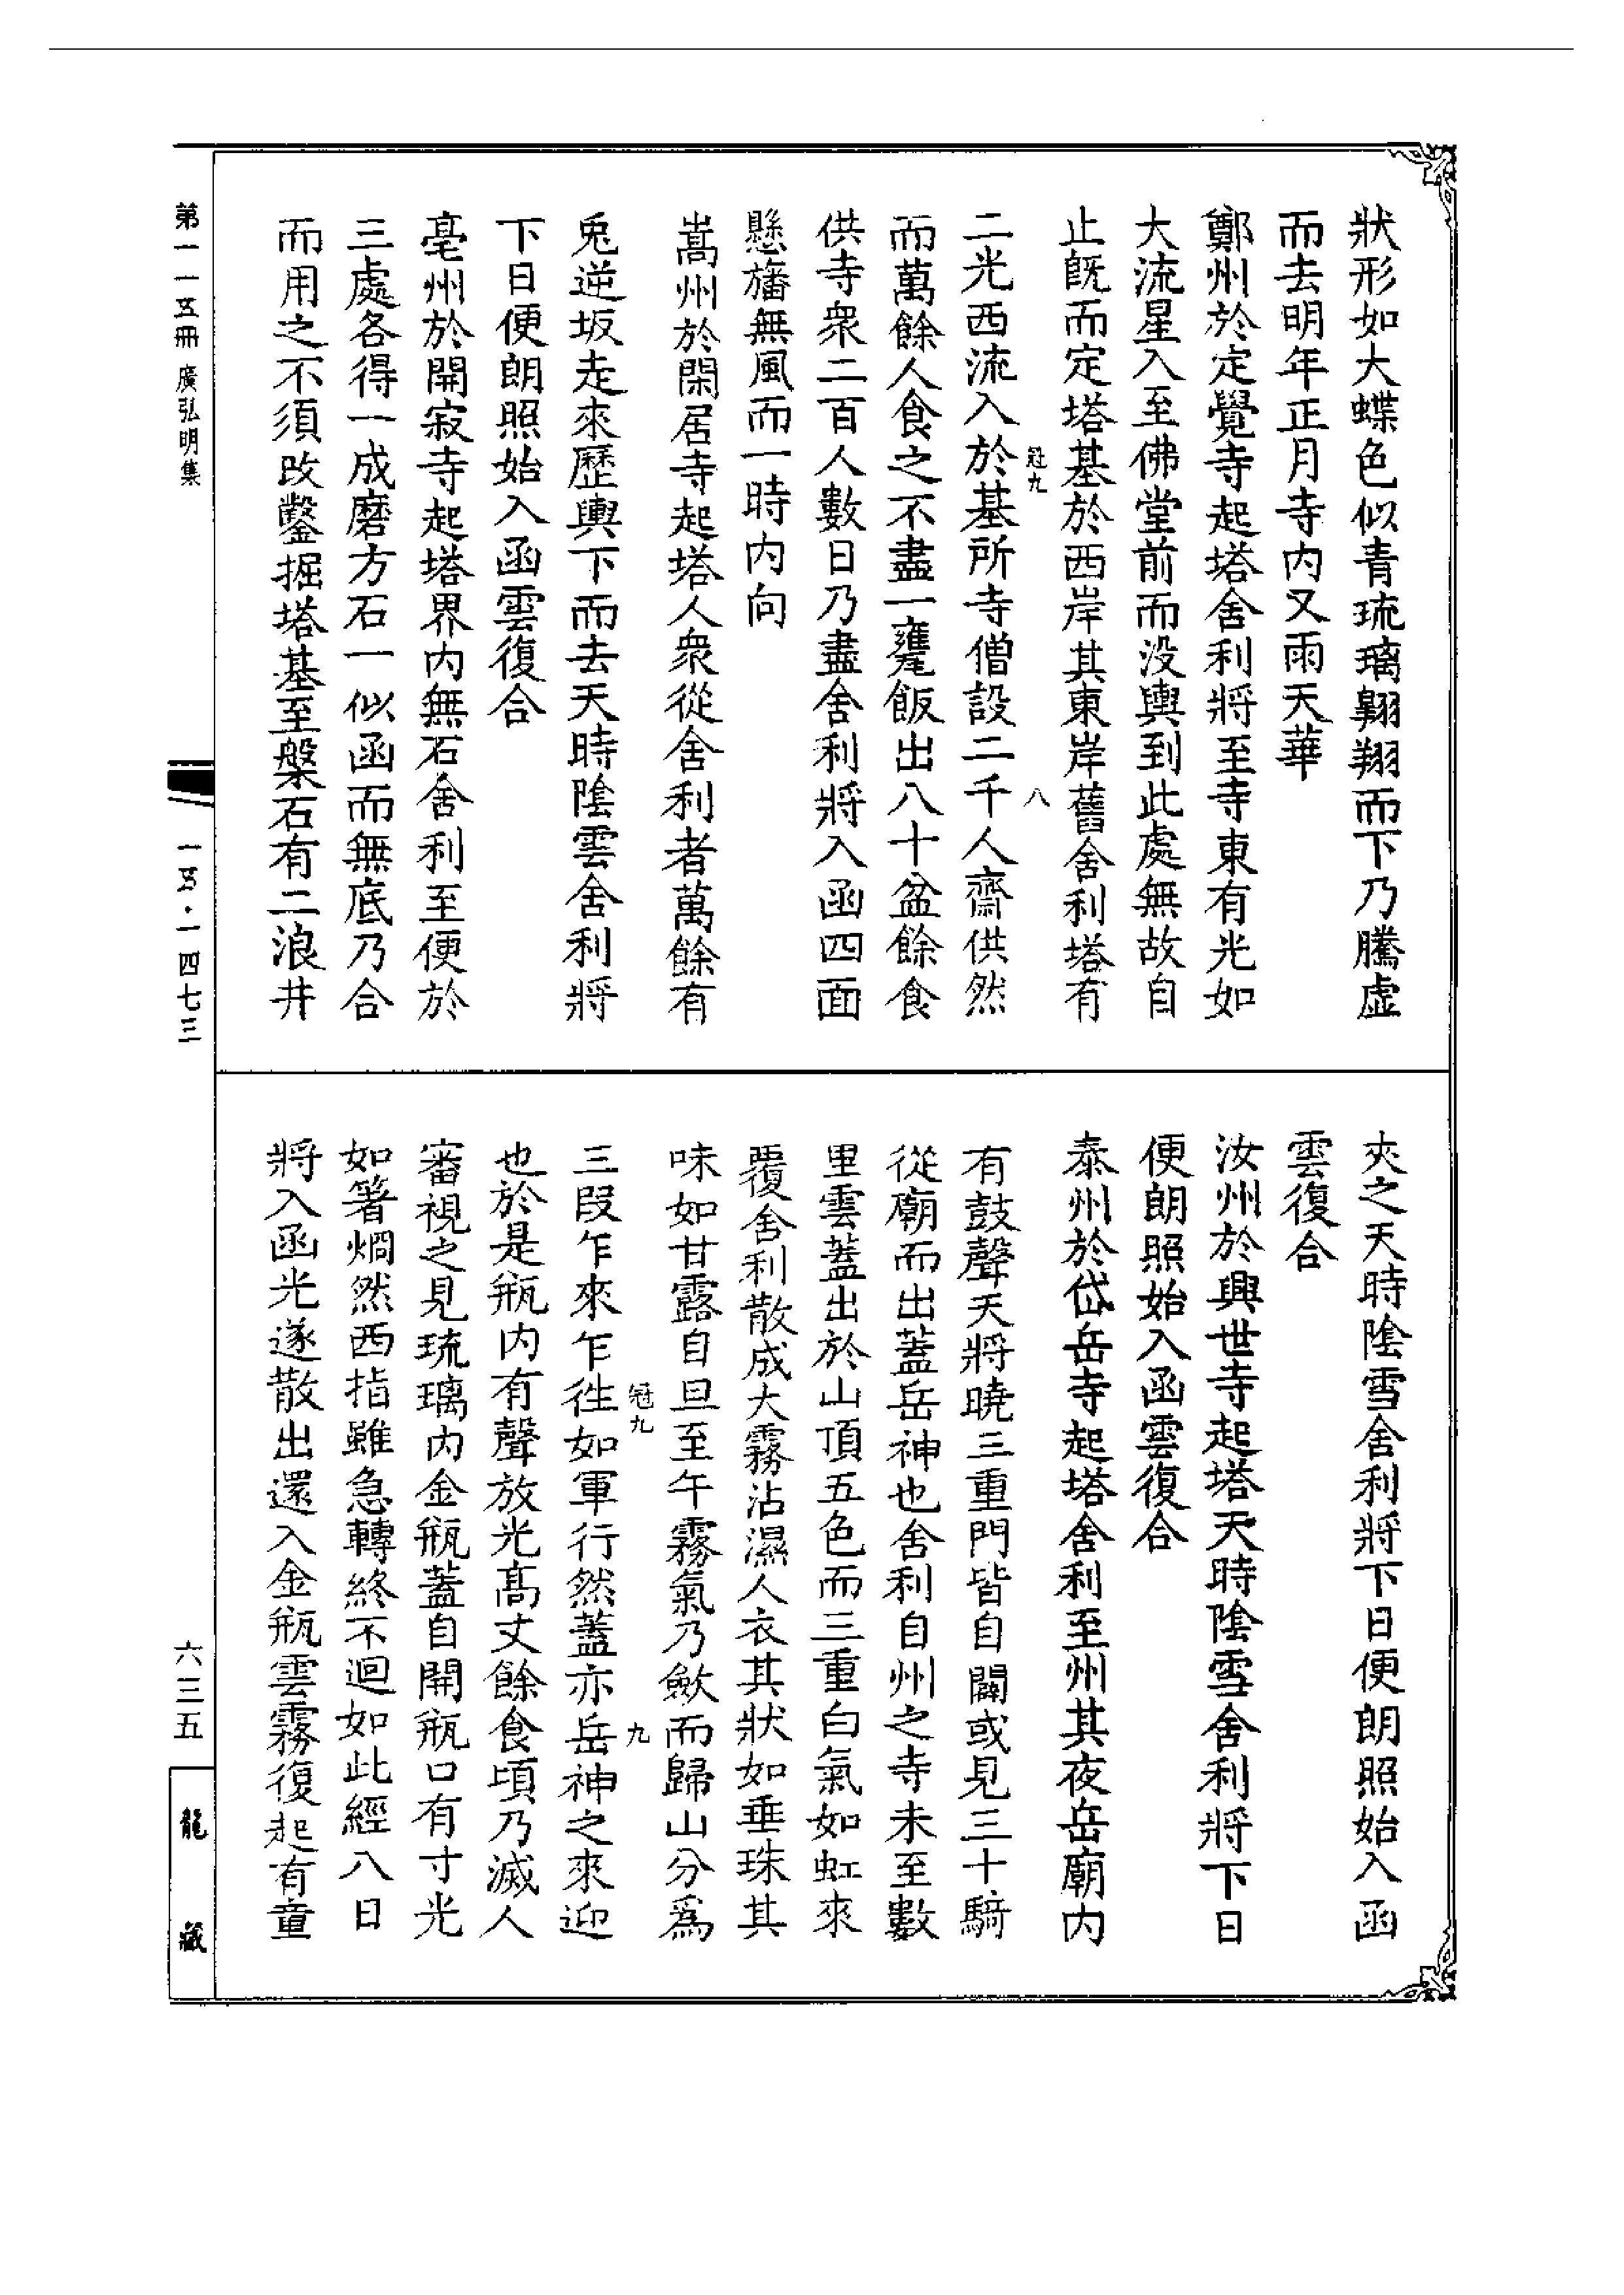 狀形如大蝶色似青琉璃翱翔而下乃騰虛
而去明年正月寺内又雨天華
鄭州於定覺寺起塔舍利將至寺東有光如
大流星入至佛堂前而没輿到此處無故自
止旣而定塔基於西岸其東岸舊舍利塔有
冠九
八
二光西流入於基所寺僧設二千人齋供然
而萬餘人食之不盡一甕飯出八十盆餘食
供寺衆二百人數日乃盡舍利將入函四面
懸旛無風而一時内向
嵩州於閑居寺起塔人衆從舍利者萬餘有
兎逆坂走來歷輿下而去天時陰雲舍利將
下日便朗照始入函雲復合
亳州於開寂寺起塔界内無石舍利至便於
三處各得一成磨方石一似函而無底乃合
而用之不須改鑿掘塔基至槃石有二浪井
夾之天時陰雪舍利將下日便朗照始入函
雲復合
汝州於興世寺起塔天時陰雪舍利將下日
便朗照始入函雲復合
泰州於岱岳寺起塔舍利至州其夜岳廟内
有鼓聲天將曉三重門皆自闢或見三十騎
從廟而出蓋岳神也舍利自州之寺未至數
里雲蓋出於山頂五色而三重白氣如虹來
覆舍利散成大霧沾濕人衣其狀如垂珠其
味如甘露自旦至午霧氣乃歛而歸山分爲
冠九
九
三段乍來乍徃如軍行然蓋亦岳神之來迎
也於是瓶内有聲放光髙丈餘食頃乃滅人
審視之見琉璃内金瓶蓋自開瓶口有寸光
如箸烱然西指雖急轉終不迴如此經八日
將入函光遂散出還入金瓶雲霧復起有童
第一一五冊 廣弘明集
一五·一四七三
六三五
龍藏